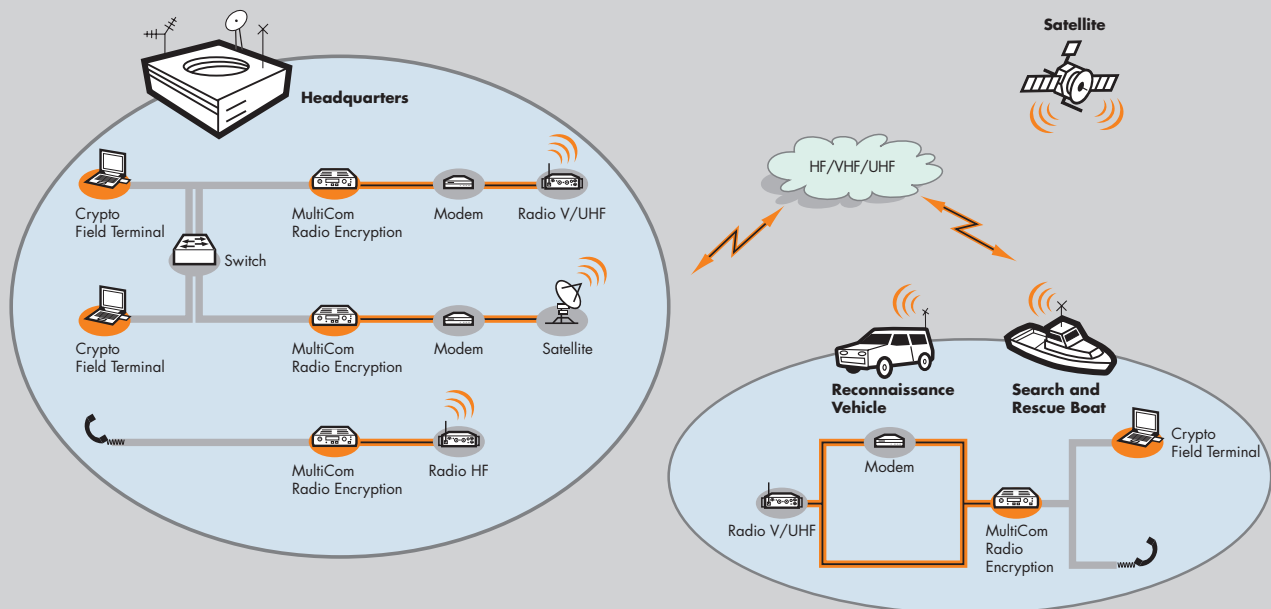 Satellite
Headquarters
HF/VHF/UHF
Crypto
Field Terminal
MultiCom
Radio Encryption
Modem
Radio V/UHF
Switch
Crypto
Field Terminal
MultiCom
Radio Encryption
Modem
Satellite
MultiCom
Radio Encryption
Radio HF
Reconnaissance
Vehicle
Search and
Rescue Boat
Crypto
Field Terminal
Modem
Radio V/UHF
MultiCom
Radio
Encryption